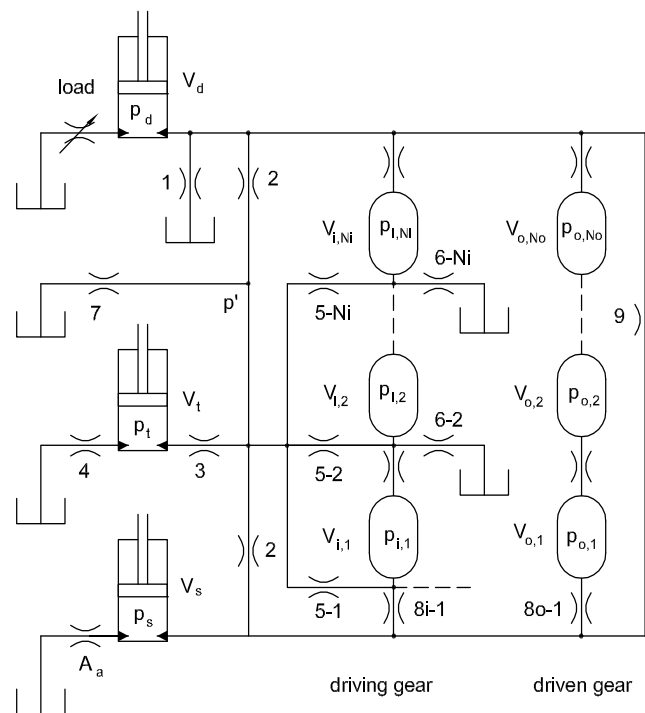 load
V_d
p_d
1
2
V_i,Ni
p_I,NI
V_o,No
p_o,No
6-Ni
7
p'
5-Ni
9
V_t
V_I,2
p_I,2
V_o,2
p_o,2
p_t
6-2
4
3
5-2
2
V_i,1
p_i,1
V_o,1
p_o,1
V_s
p_s
5-1
8i-1
8o-1
A_a
driving gear
driven gear